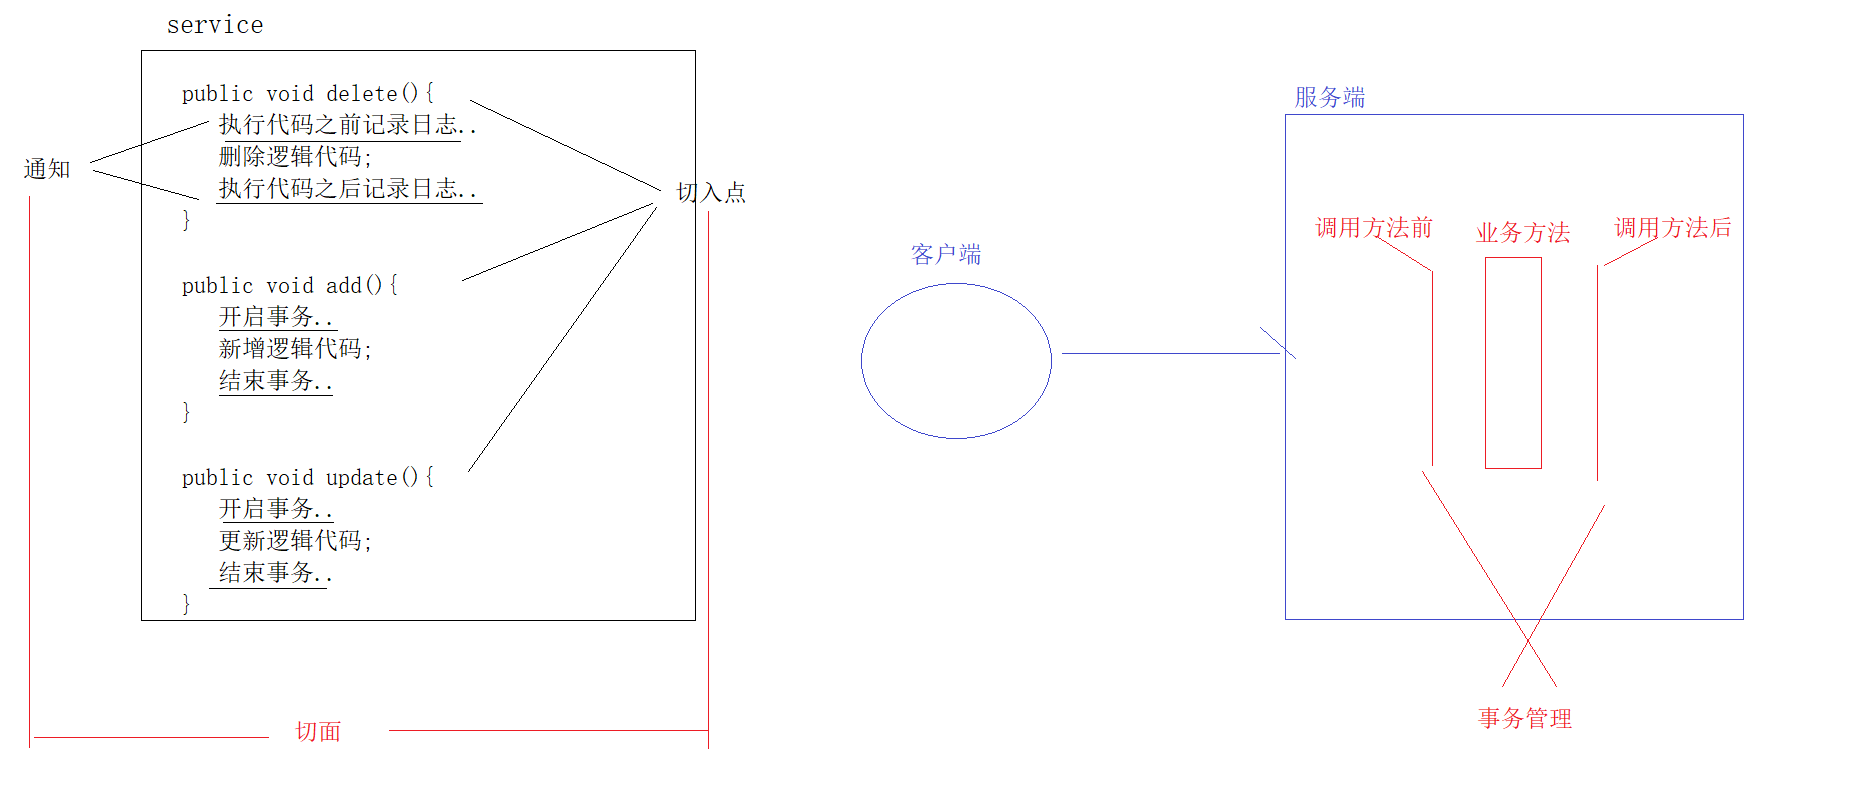 service
public void delete(){
执行代码之前记录日志..
删除逻辑代码;
执行代码之后记录日志..
}
public void add(){
开启事务..
新增逻辑代码;
结束事务..
}
public void update(){
开启事务..
更新逻辑代码;
结束事务..
}
通知
切入点
切面
客户端
服务端
调用方法前
业务方法
调用方法后
事务管理